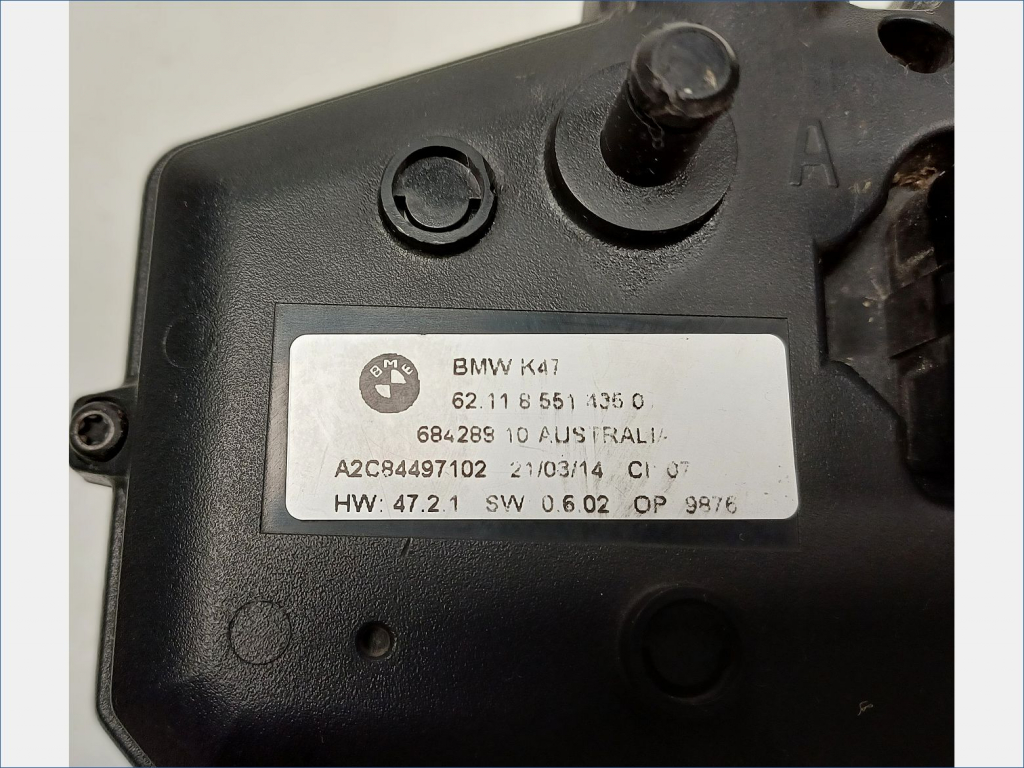 A
BMW
BMW K47
62.11 8 551 435 0
684289 10 AUSTRALIA
A2C84497102 21/03/14 07
HW: 47.2.1 SW 0.6.02 OP 9876